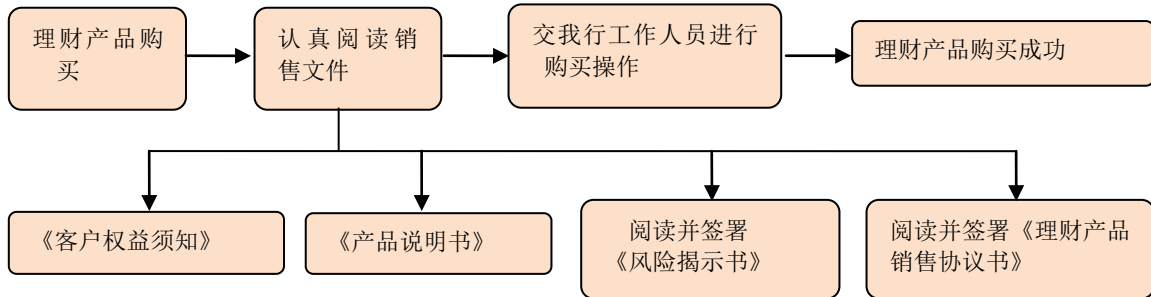 理财产品购
买
认真阅读销
售文件
交我行工作人员进行
购买操作
理财产品购买成功
《客户权益须知》
《产品说明书》
阅读并签署
《风险揭示书》
阅读并签署《理财产品
销售协议书》